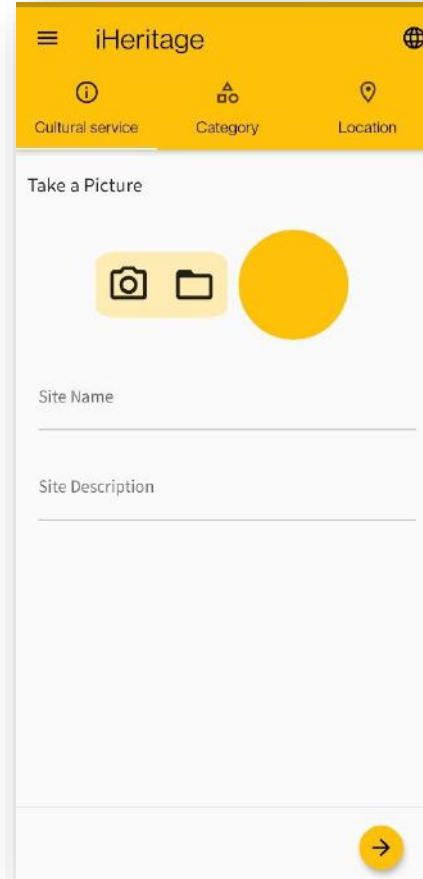 iHeritage
Cultural service Category Location
Take a Picture
Site Name
Site Description